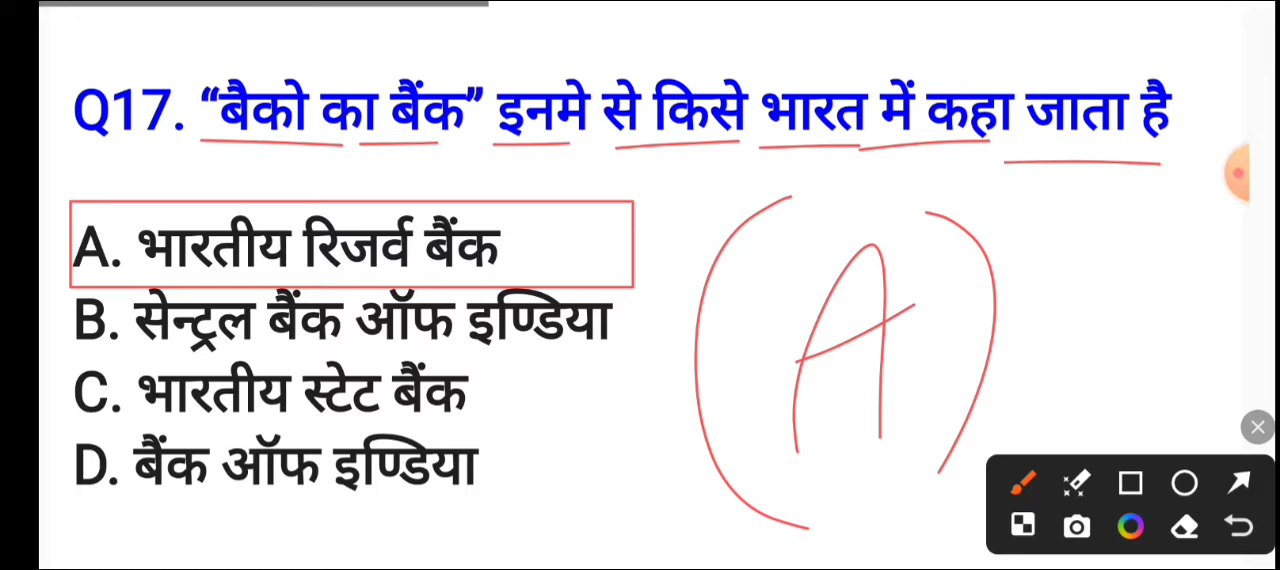 Q17. “बैको का बैंक” इनमे से किसे भारत में कहा जाता है
A. भारतीय रिजर्व बैंक
B. सेन्ट्रल बैंक ऑफ इण्डिया
C. भारतीय स्टेट बैंक
D. बैंक ऑफ इण्डिया
(A)